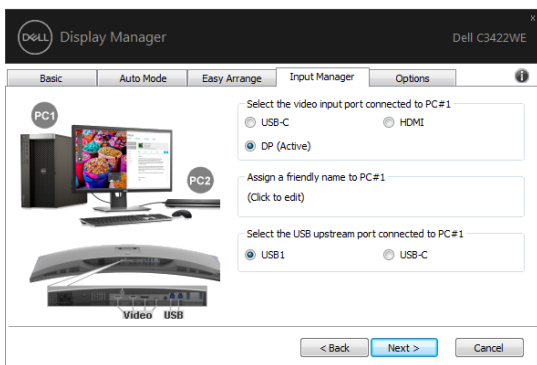 DELL Display Manager
Dell C3422WE
Basic Auto Mode Easy Arrange Input Manager Options
PC1
PC2
Video USB
Select the video input port connected to PC#1
USB-C HDMI
DP (Active)
Assign a friendly name to PC#1
(Click to edit)
Select the USB upstream port connected to PC#1
USB1 USB-C
< Back Next > Cancel